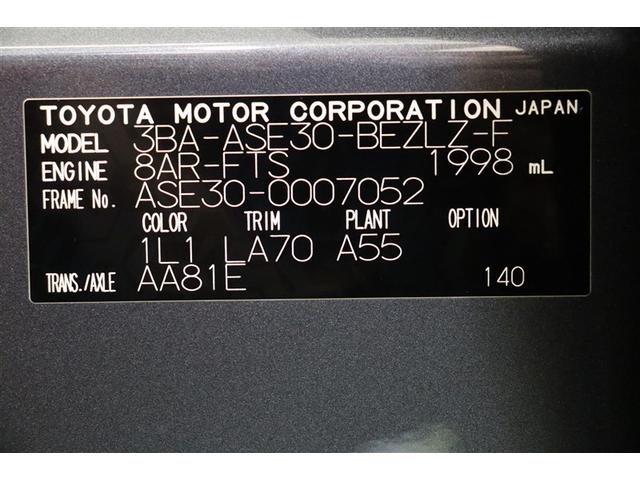 TOYOTA MOTOR CORPORATION JAPAN
MODEL 3BA-ASE30-BEZLZ-F
ENGINE 8AR-FTS 1998 mL
FRAME No. ASE30-0007052
COLOR TRIM PLANT OPTION
1L1 LA70 A55
TRANS./AXLE AA81E 140